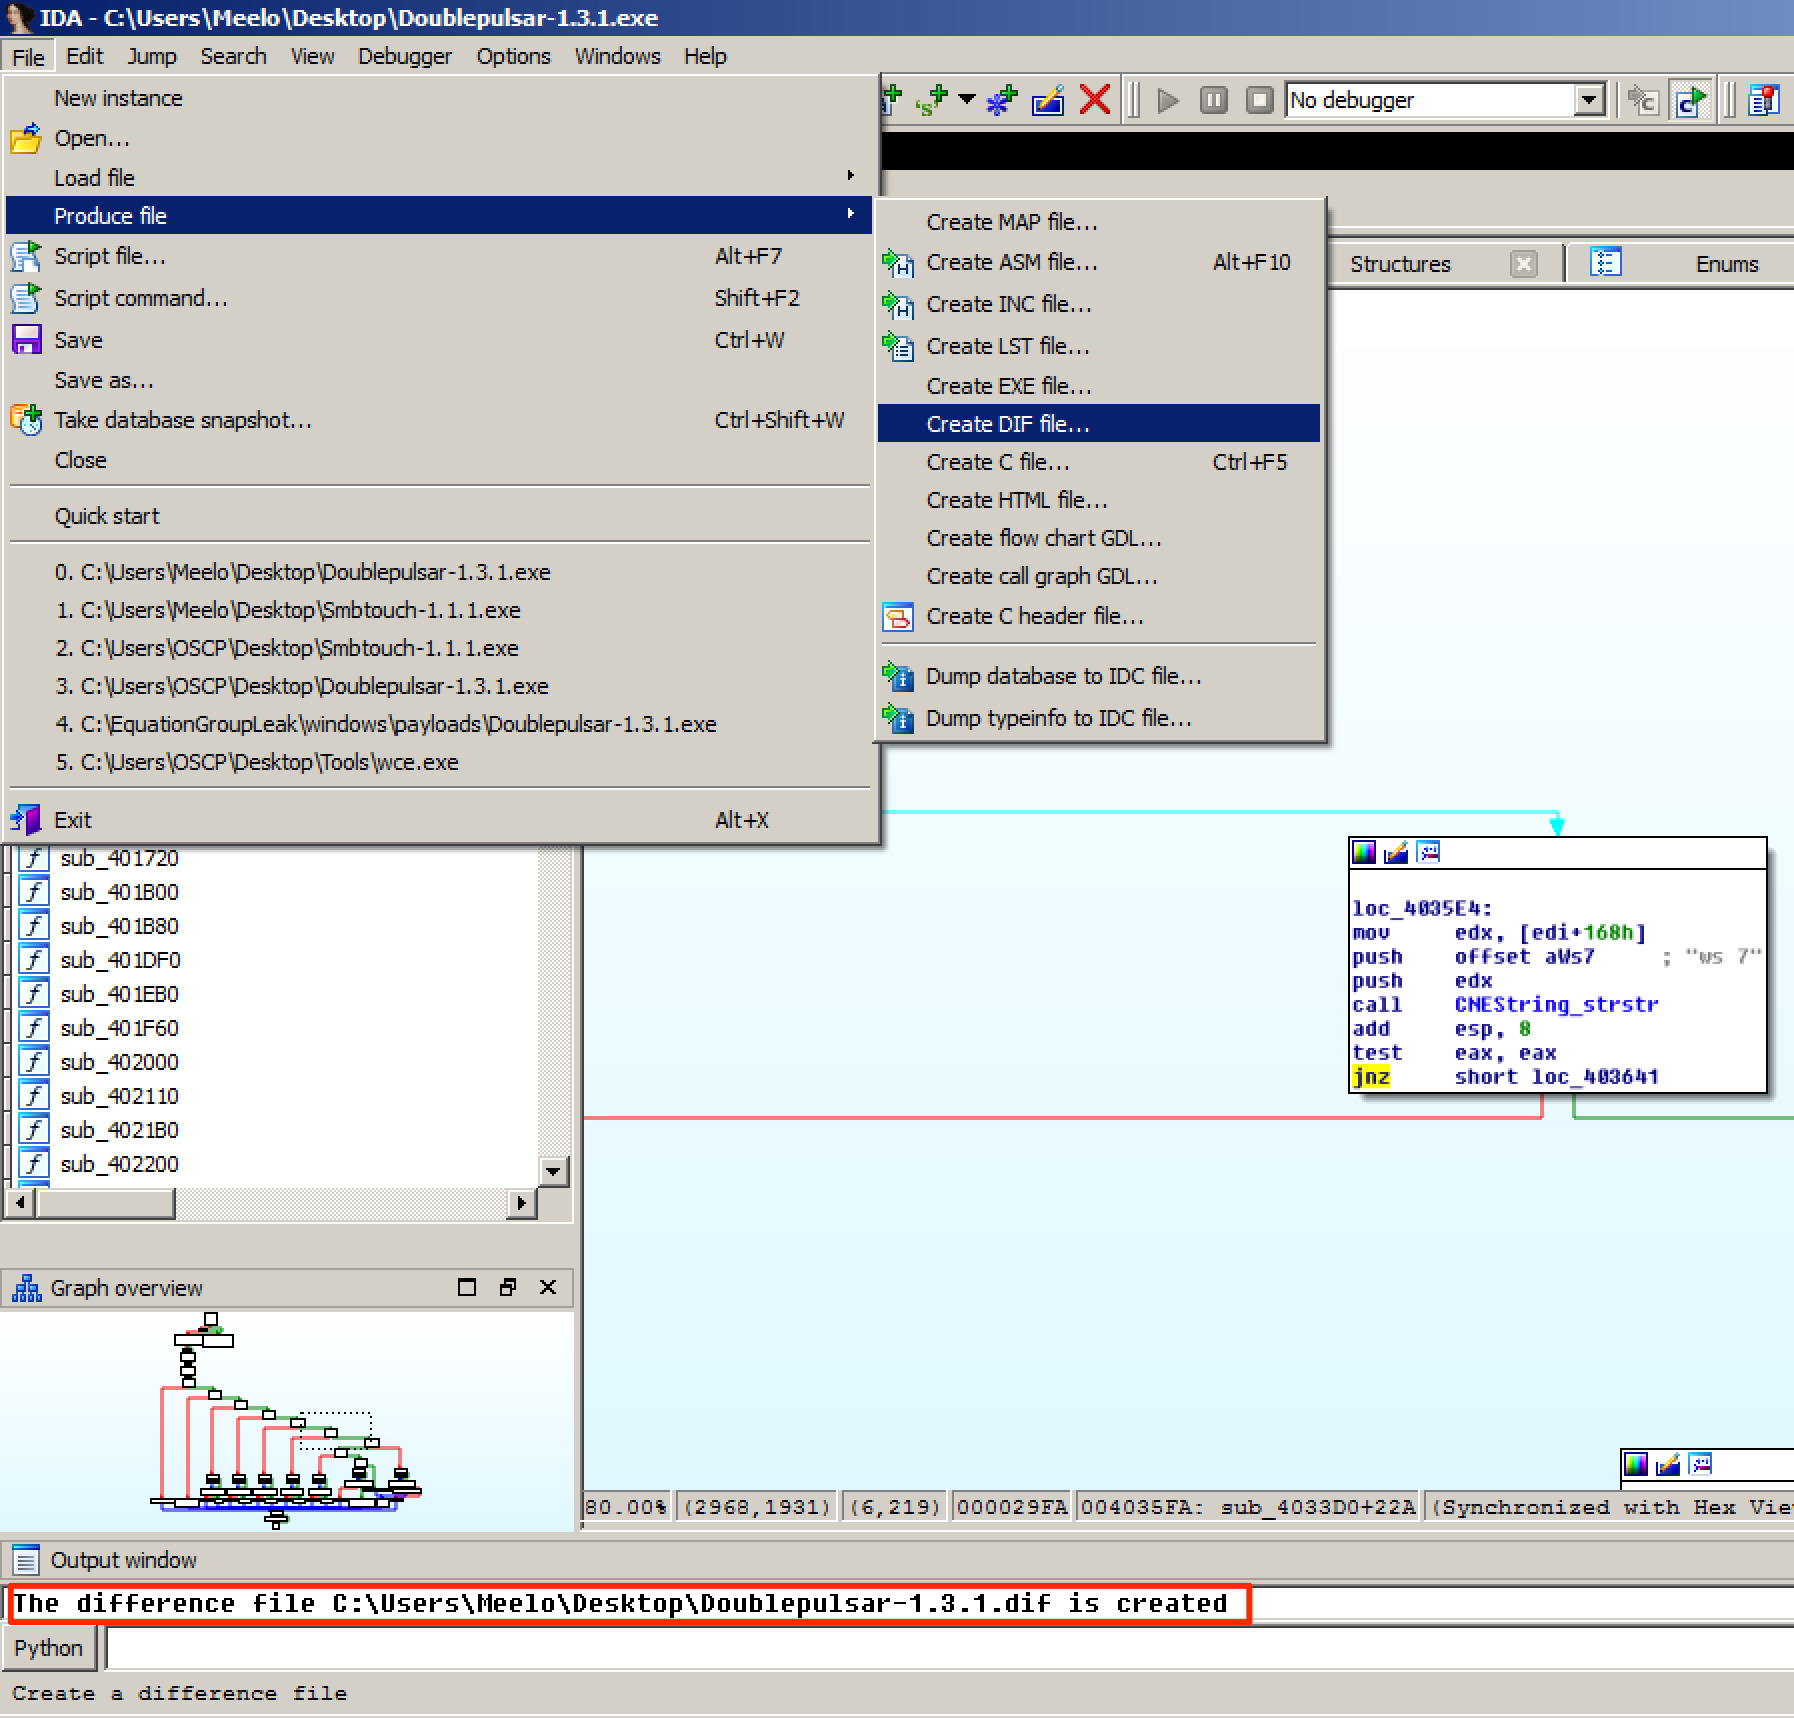 IDA - C:\Users\Meelo\Desktop\Doublepulsar-1.3.1.exe
File Edit Jump Search View Debugger Options Windows Help
No debugger
New instance
Open...
Load file
Produce file
Script file... Alt+F7
Script command... Shift+F2
Save Ctrl+W
Save as...
Take database snapshot... Ctrl+Shift+W
Close
Quick start
0. C:\Users\Meelo\Desktop\Doublepulsar-1.3.1.exe
1. C:\Users\Meelo\Desktop\Smbtouch-1.1.1.exe
2. C:\Users\OSCP\Desktop\Smbtouch-1.1.1.exe
3. C:\Users\OSCP\Desktop\Doublepulsar-1.3.1.exe
4. C:\EquationGroupLeak\windows\payloads\Doublepulsar-1.3.1.exe
5. C:\Users\OSCP\Desktop\Tools\wce.exe
Exit Alt+X
Create MAP file...
Create ASM file... Alt+F10
Create INC file...
Create LST file...
Create EXE file...
Create DIF file...
Create C file... Ctrl+F5
Create HTML file...
Create flow chart GDL...
Create call graph GDL...
Create C header file...
Dump database to IDC file...
Dump typeinfo to IDC file...
Structures Enums
sub_401720
sub_401B00
sub_401B80
sub_401DF0
sub_401EB0
sub_401F60
sub_402000
sub_402110
sub_4021B0
sub_402200
loc_4035E4:
mov edx, [edi+168h]
push offset aWs7 ; "ws 7"
push edx
call CNEString_strstr
add esp, 8
test eax, eax
jnz short loc_403641
Graph overview
80.00% (2968,1931) (6,219) 000029FA 004035FA: sub_4033D0+22A (Synchronized with Hex Vie
Output window
The difference file C:\Users\Meelo\Desktop\Doublepulsar-1.3.1.dif is created
Python
Create a difference file